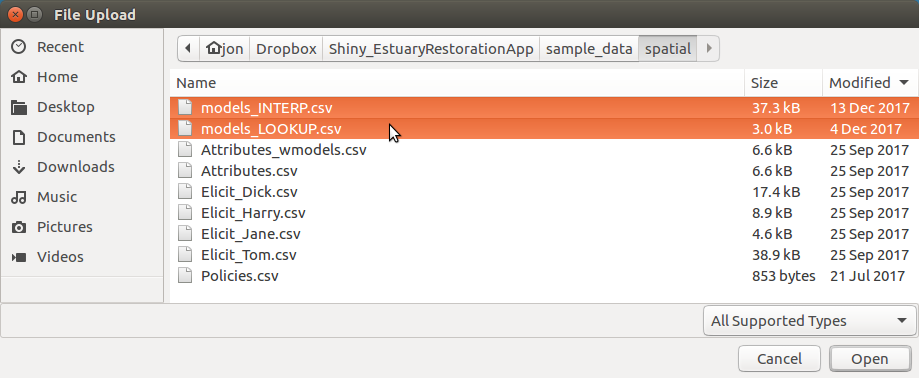 File Upload
Recent
Home
Desktop
Documents
Downloads
Music
Pictures
Videos
jon Dropbox Shiny_EstuaryRestorationApp sample_data spatial
Name Size Modified
models_INTERP.csv 37.3 kB 13 Dec 2017
models_LOOKUP.csv 3.0 kB 4 Dec 2017
Attributes_wmodels.csv 6.6 kB 25 Sep 2017
Attributes.csv 6.6 kB 25 Sep 2017
Elicit_Dick.csv 17.4 kB 25 Sep 2017
Elicit_Harry.csv 8.9 kB 25 Sep 2017
Elicit_Jane.csv 4.6 kB 25 Sep 2017
Elicit_Tom.csv 38.9 kB 25 Sep 2017
Policies.csv 853 bytes 21 Jul 2017
All Supported Types
Cancel Open